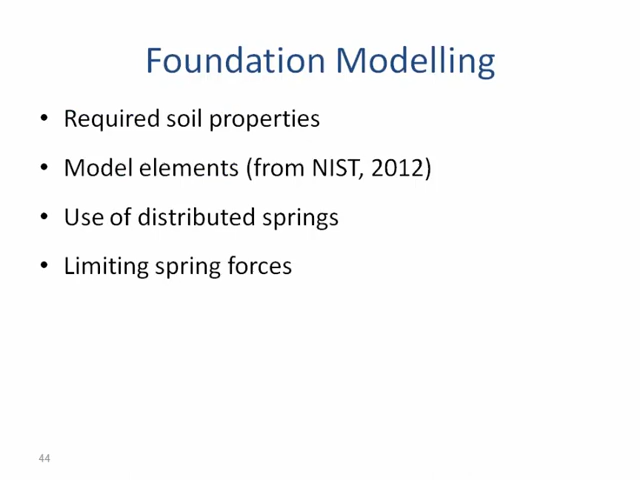 Foundation Modelling
• Required soil properties
• Model elements (from NIST, 2012)
• Use of distributed springs
• Limiting spring forces
44